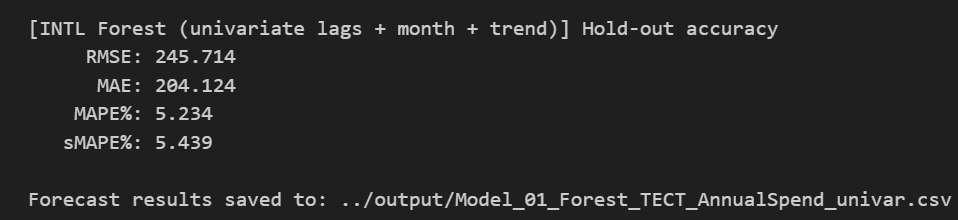 [INTL Forest (univariate lags + month + trend)] Hold-out accuracy
RMSE: 245.714
MAE: 204.124
MAPE%: 5.234
sMAPE%: 5.439
Forecast results saved to: ../output/Model_01_Forest_TECT_AnnualSpend_univar.csv